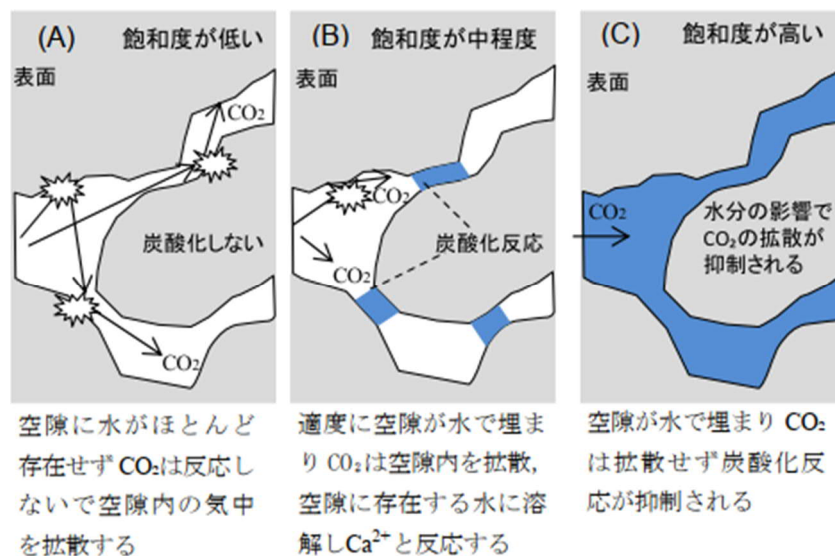 (A)
飽和度が低い
表面
CO₂
炭酸化しない
CO₂
空隙に水がほとんど
存在せず CO₂は反応し
ないで空隙内の気中
を拡散する
(B)
飽和度が中程度
CO₂
炭酸化反応
CO₂
適度に空隙が水で埋ま
り CO₂は空隙内を拡散,
空隙に存在する水に溶
解しCa²⁺と反応する
(C)
飽和度が高い
表面
CO₂
水分の影響で
CO₂の拡散が
抑制される
空隙が水で埋まり CO₂
は拡散せず炭酸化反
応が抑制される